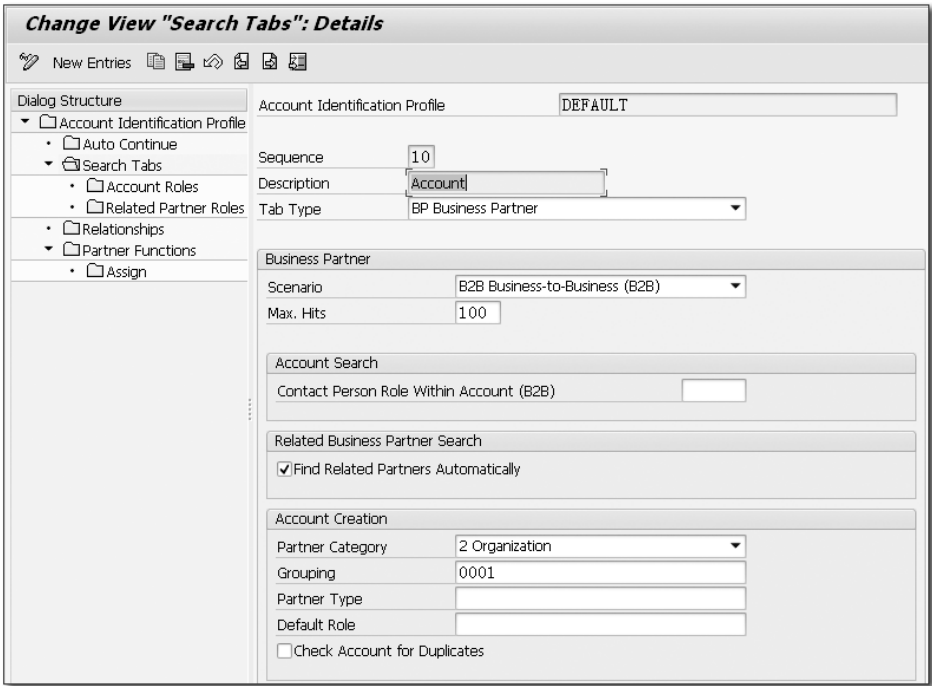 Change View "Search Tabs": Details
New Entries
Dialog Structure
Account Identification Profile
Auto Continue
Search Tabs
Account Roles
Related Partner Roles
Relationships
Partner Functions
Assign
Account Identification Profile DEFAULT
Sequence 10
Description Account
Tab Type BP Business Partner
Business Partner
Scenario B2B Business-to-Business (B2B)
Max. Hits 100
Account Search
Contact Person Role Within Account (B2B)
Related Business Partner Search
Find Related Partners Automatically
Account Creation
Partner Category 2 Organization
Grouping 0001
Partner Type
Default Role
Check Account for Duplicates